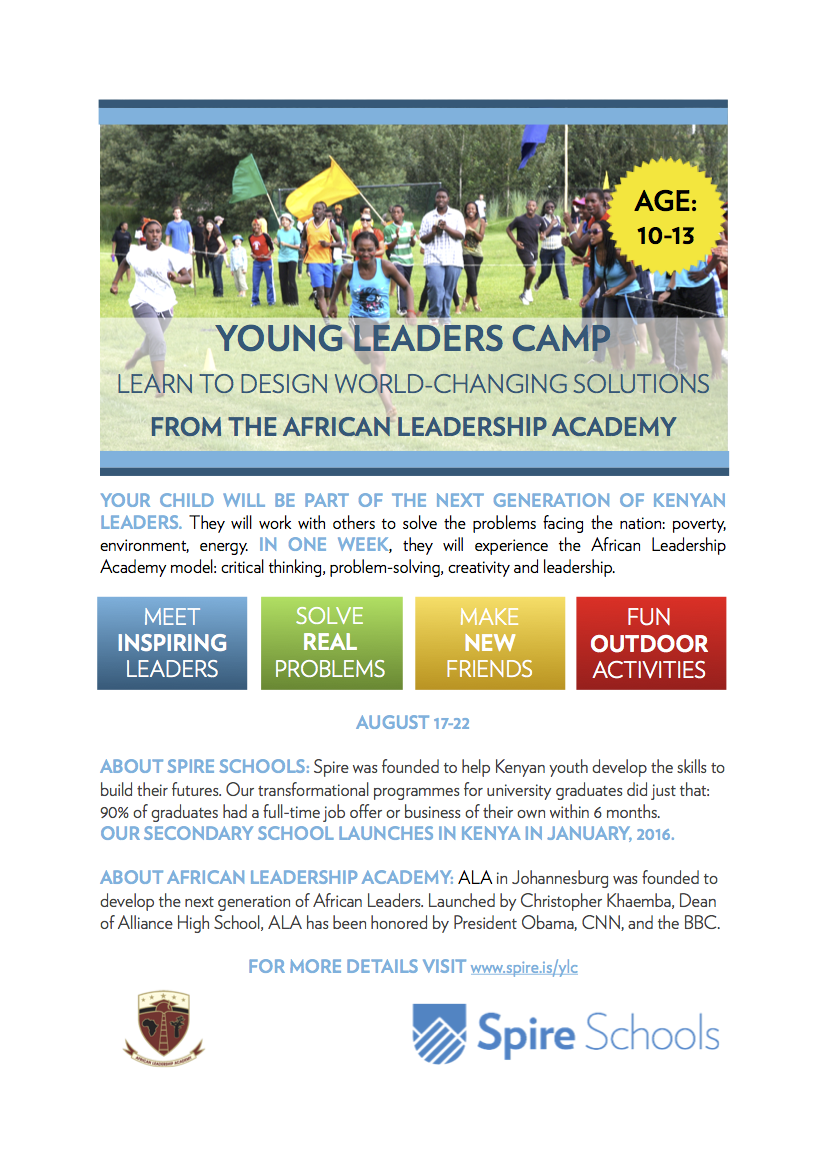 AGE:
10-13
YOUNG LEADERS CAMP
LEARN TO DESIGN WORLD-CHANGING SOLUTIONS
FROM THE AFRICAN LEADERSHIP ACADEMY
YOUR CHILD WILL BE PART OF THE NEXT GENERATION OF KENYAN
LEADERS. They will work with others to solve the problems facing the nation: poverty,
environment, energy. IN ONE WEEK, they will experience the African Leadership
Academy model: critical thinking, problem-solving, creativity and leadership.
MEET
INSPIRING
LEADERS
SOLVE
REAL
PROBLEMS
MAKE
NEW
FRIENDS
FUN
OUTDOOR
ACTIVITIES
AUGUST 17-22
ABOUT SPIRE SCHOOLS: Spire was founded to help Kenyan youth develop the skills to
build their futures. Our transformational programmes for university graduates did just that:
90% of graduates had a full-time job offer or business of their own within 6 months.
OUR SECONDARY SCHOOL LAUNCHES IN KENYA IN JANUARY, 2016.
ABOUT AFRICAN LEADERSHIP ACADEMY: ALA in Johannesburg was founded to
develop the next generation of African Leaders. Launched by Christopher Khaemba, Dean
of Alliance High School, ALA has been honored by President Obama, CNN, and the BBC.
FOR MORE DETAILS VISIT www.spire.is/ylc
AFRICAN LEADERSHIP ACADEMY
Spire Schools